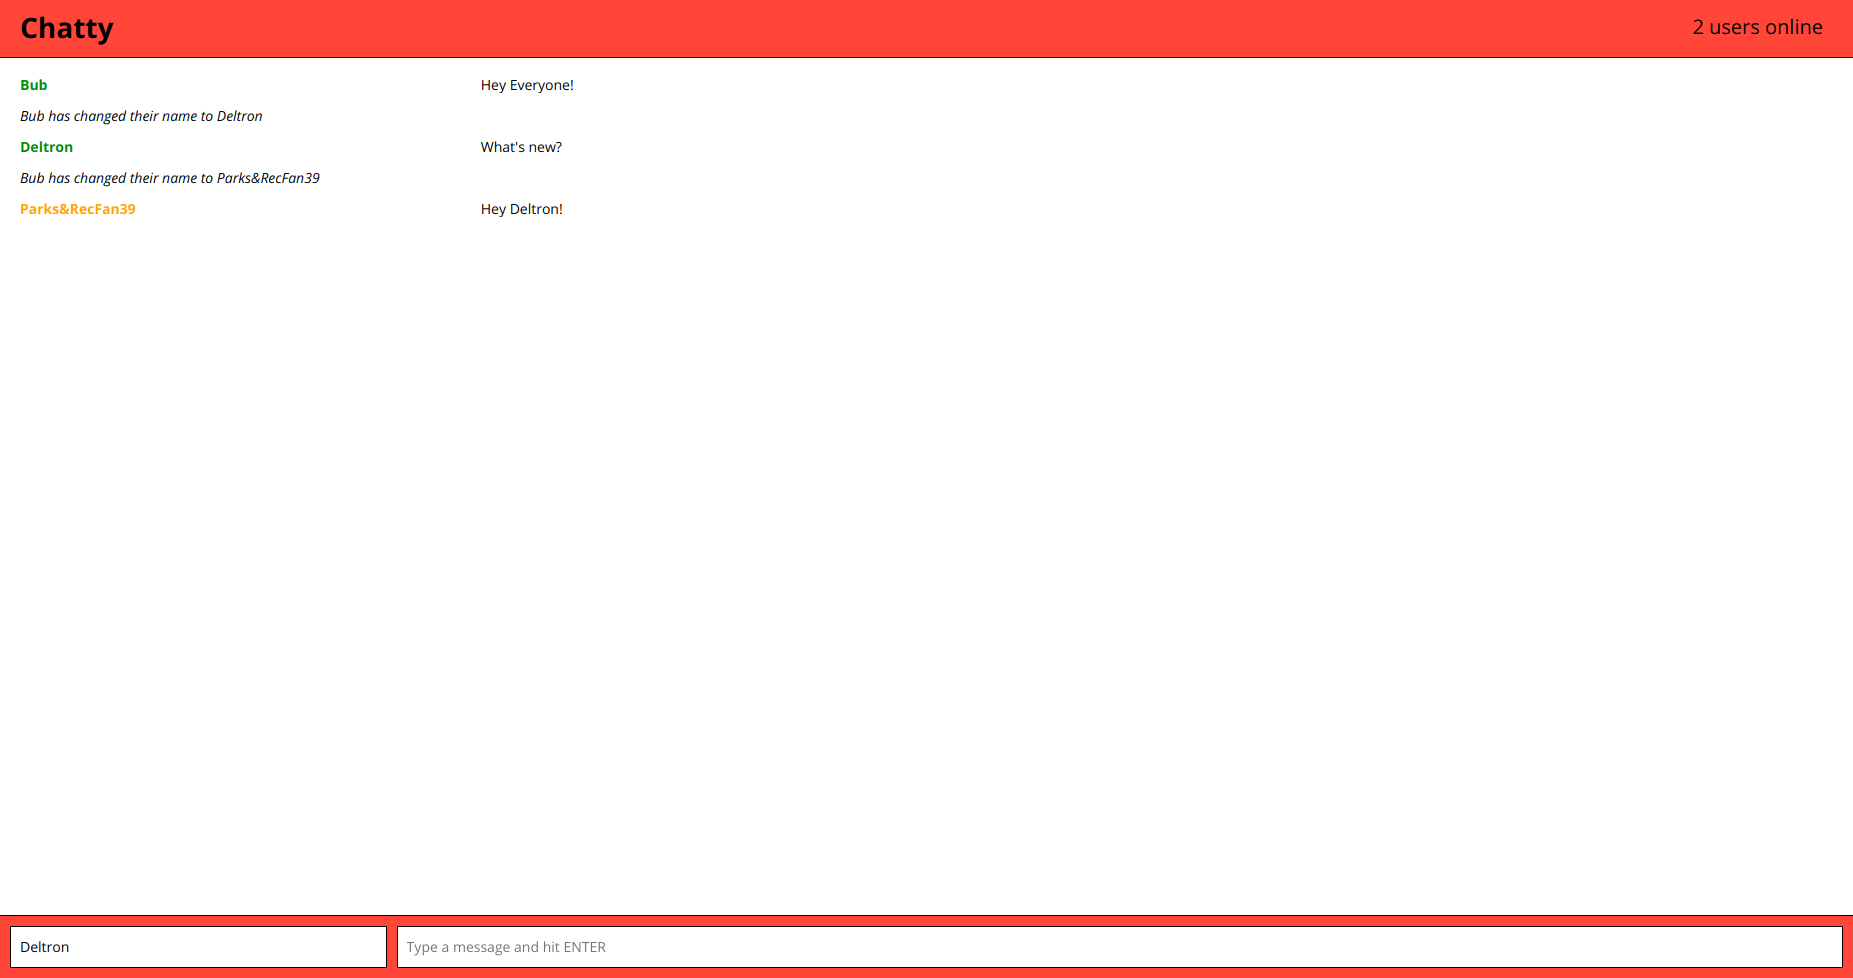 Chatty
2 users online
Bub Hey Everyone!
Bub has changed their name to Deltron
Deltron What's new?
Bub has changed their name to Parks&RecFan39
Parks&RecFan39 Hey Deltron!
Deltron Type a message and hit ENTER